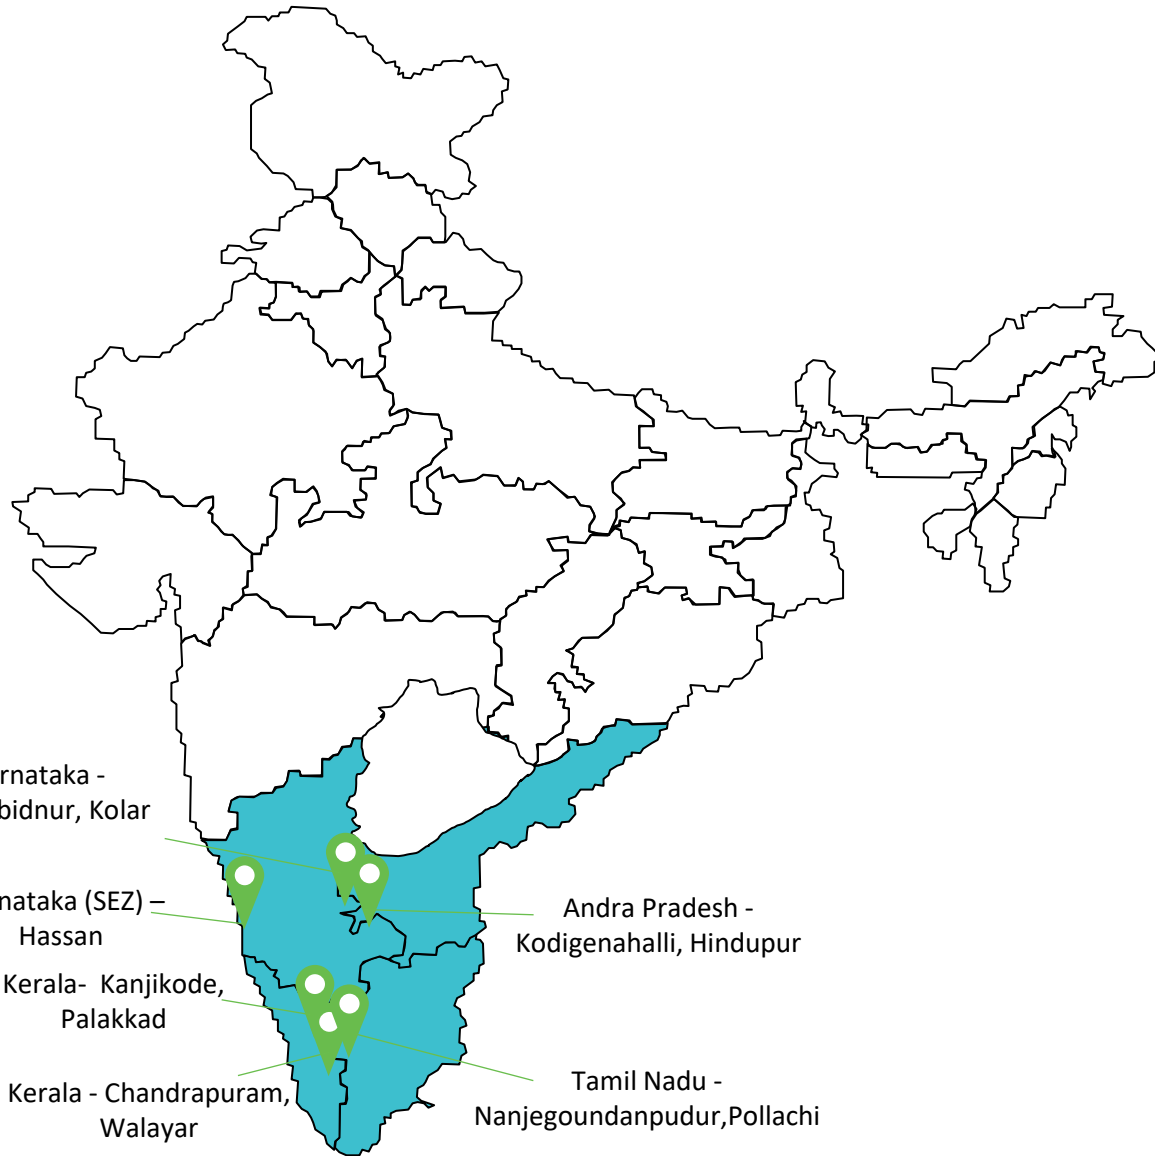 rnataka -
bidnur, Kolar
nataka (SEZ) –
Hassan
Kerala-  Kanjikode,
Palakkad
Kerala - Chandrapuram,
Walayar
Andra Pradesh -
Kodigenahalli, Hindupur
Tamil Nadu -
Nanjegoundanpudur,Pollachi